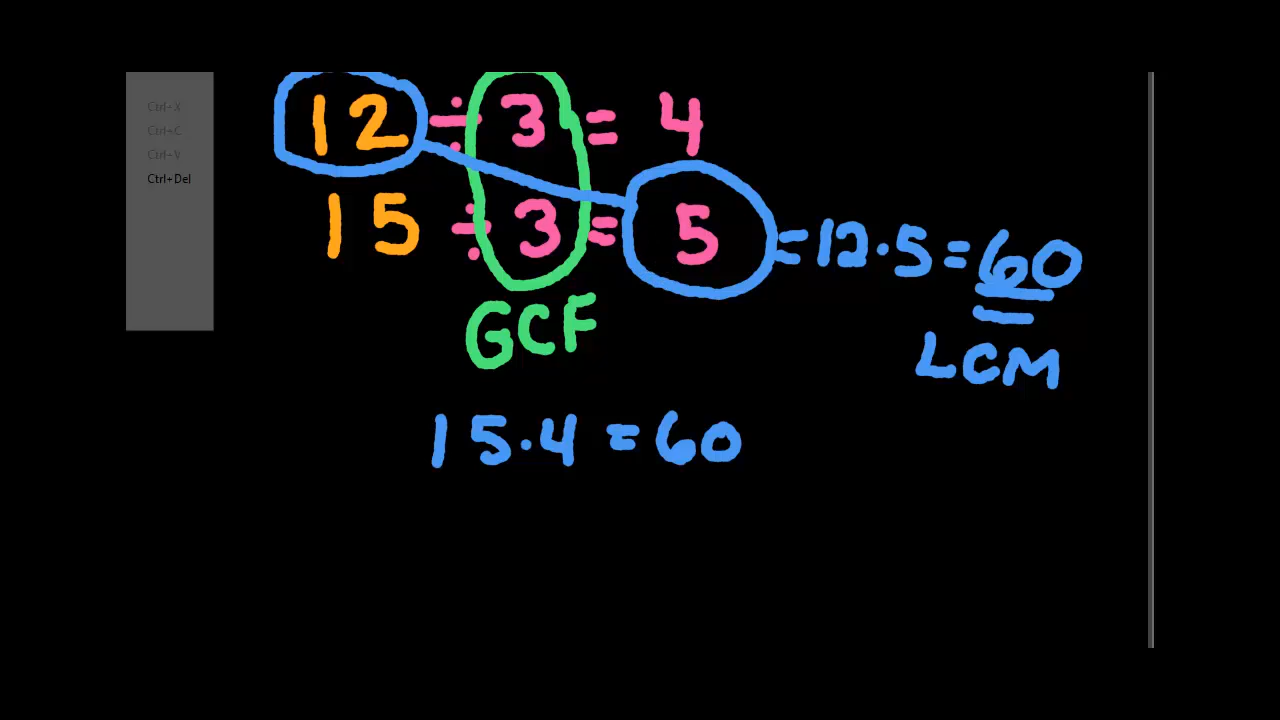 Ctrl+X
Ctrl+C
Ctrl+V
Ctrl+Del
12 ÷ 3 = 4
15 ÷ 3 = 5 = 12·5 = 60
GCF
LCM
15·4 = 60